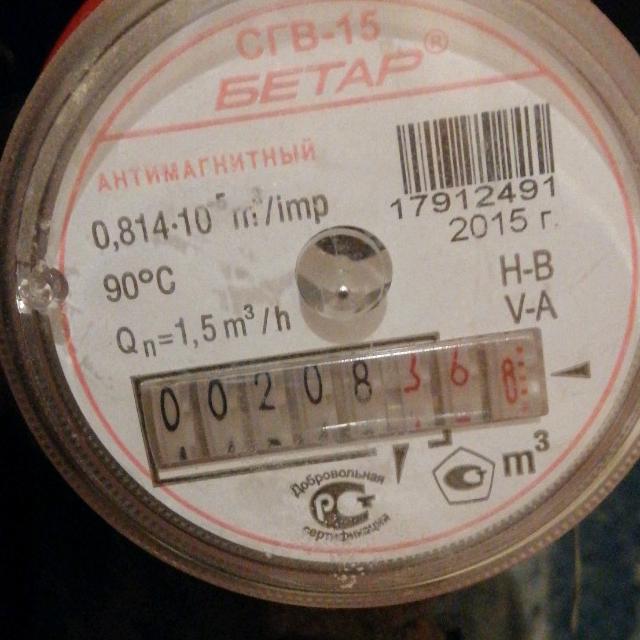 СГВ-15
БЕТАР®
АНТИМАГНИТНЫЙ
0,814·10⁻⁵ m³/imp
17912491
2015 г.
90°C
H-B
V-A
Qn=1,5 m³/h
00208368
m³
Добровольная
РСТ
сертификация